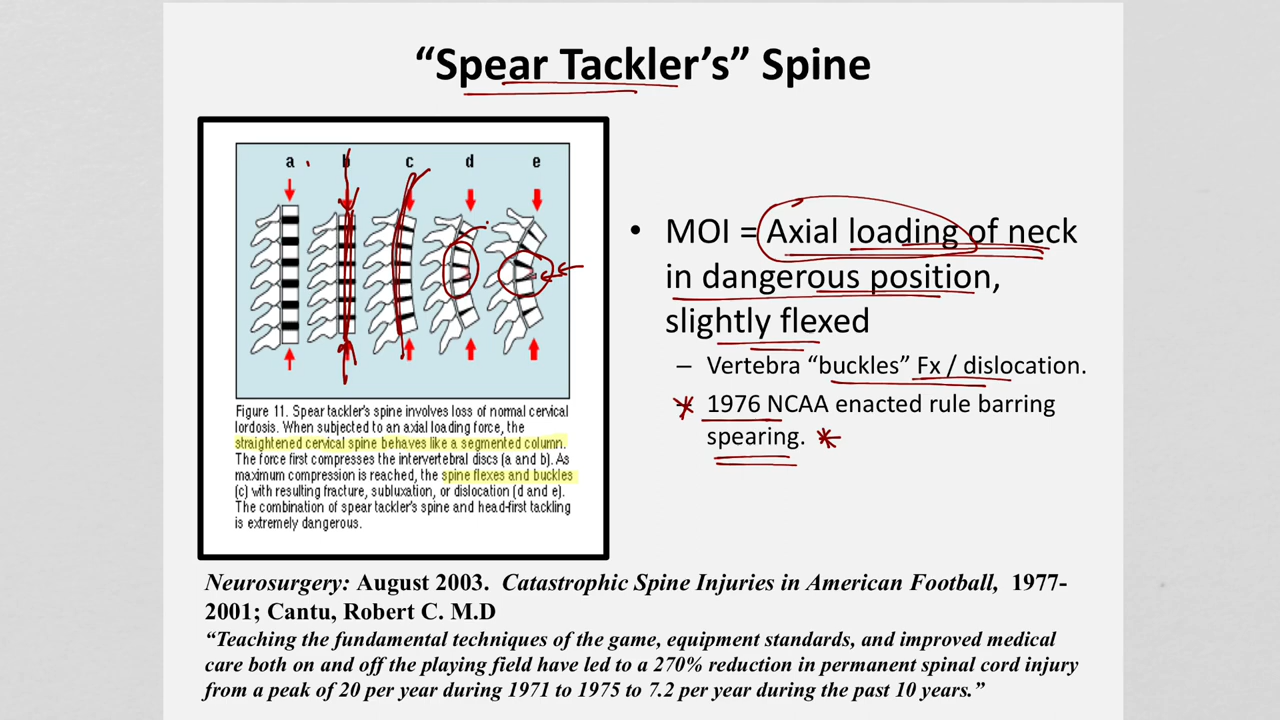 “Spear Tackler’s” Spine
a b c d e
Figure 11. Spear tackler's spine involves loss of normal cervical
lordosis. When subjected to an axial loading force, the
straightened cervical spine behaves like a segmented column.
The force first compresses the intervertebral discs (a and b). As
maximum compression is reached, the spine flexes and buckles
(c) with resulting fracture, subluxation, or dislocation (d and e).
The combination of spear tackler's spine and head-first tackling
is extremely dangerous.
• MOI = Axial loading of neck
in dangerous position,
slightly flexed
– Vertebra “buckles” Fx / dislocation.
– 1976 NCAA enacted rule barring
spearing.
Neurosurgery: August 2003. Catastrophic Spine Injuries in American Football, 1977-
2001; Cantu, Robert C. M.D
“Teaching the fundamental techniques of the game, equipment standards, and improved medical
care both on and off the playing field have led to a 270% reduction in permanent spinal cord injury
from a peak of 20 per year during 1971 to 1975 to 7.2 per year during the past 10 years.”